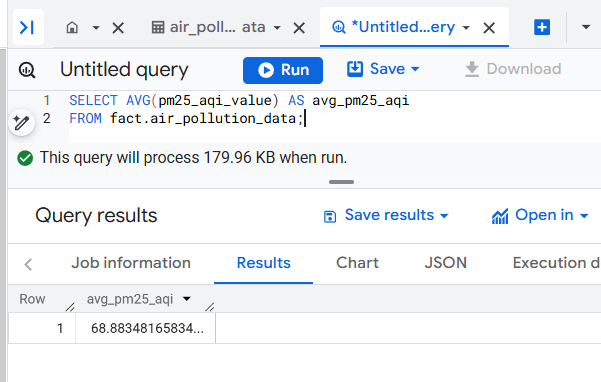 air_poll... ata
*Untitled...ery
Untitled query
Run
Save
Download
1 SELECT AVG(pm25_aqi_value) AS avg_pm25_aqi
2 FROM fact.air_pollution_data;
This query will process 179.96 KB when run.
Query results
Save results
Open in
Job information
Results
Chart
JSON
Execution d
Row
avg_pm25_aqi
1
68.88348165834...